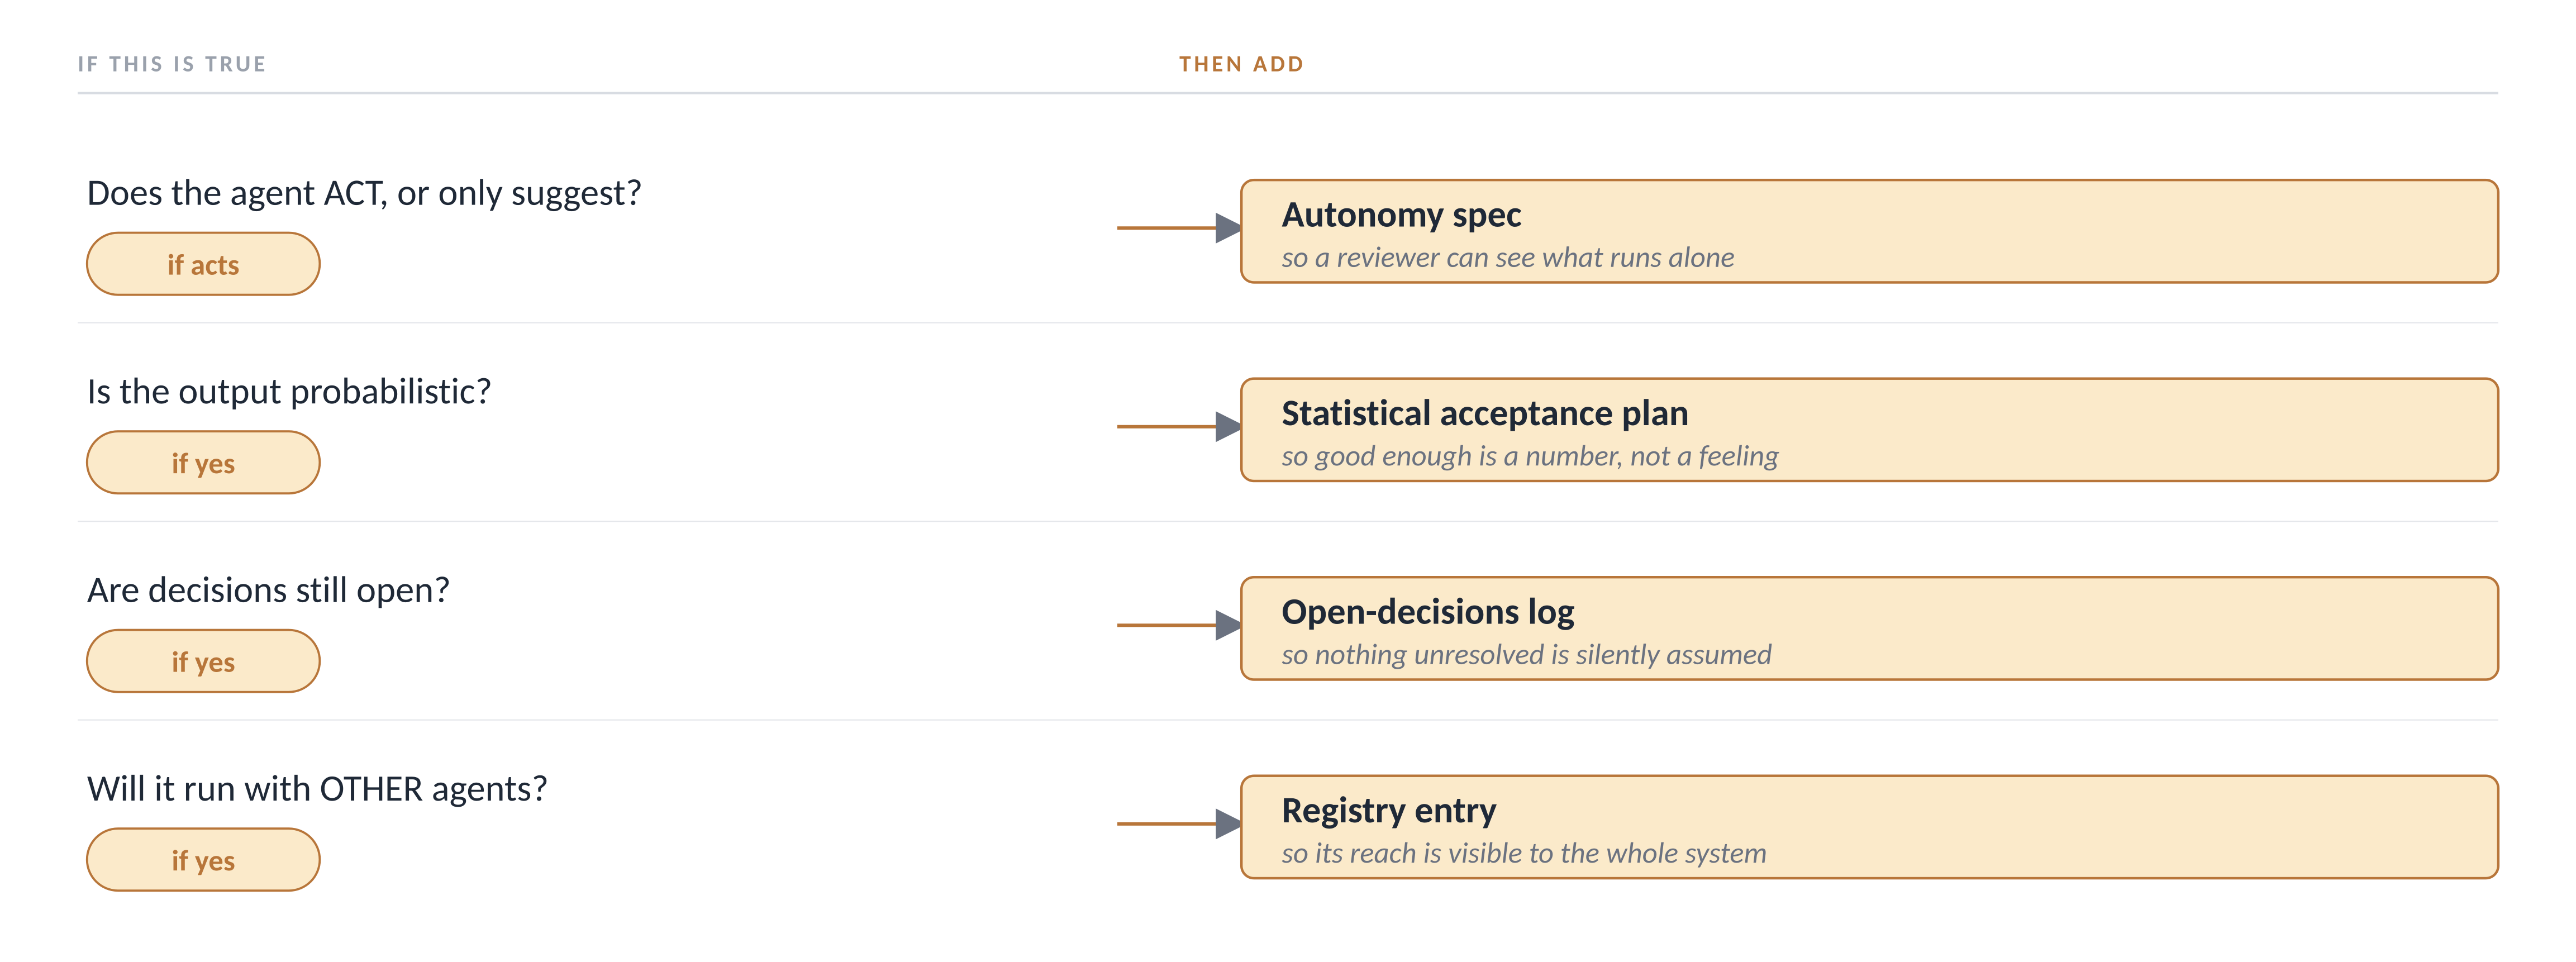 IF THIS IS TRUE
THEN ADD
Does the agent ACT, or only suggest?
if acts
Autonomy spec
so a reviewer can see what runs alone
Is the output probabilistic?
if yes
Statistical acceptance plan
so good enough is a number, not a feeling
Are decisions still open?
if yes
Open-decisions log
so nothing unresolved is silently assumed
Will it run with OTHER agents?
if yes
Registry entry
so its reach is visible to the whole system